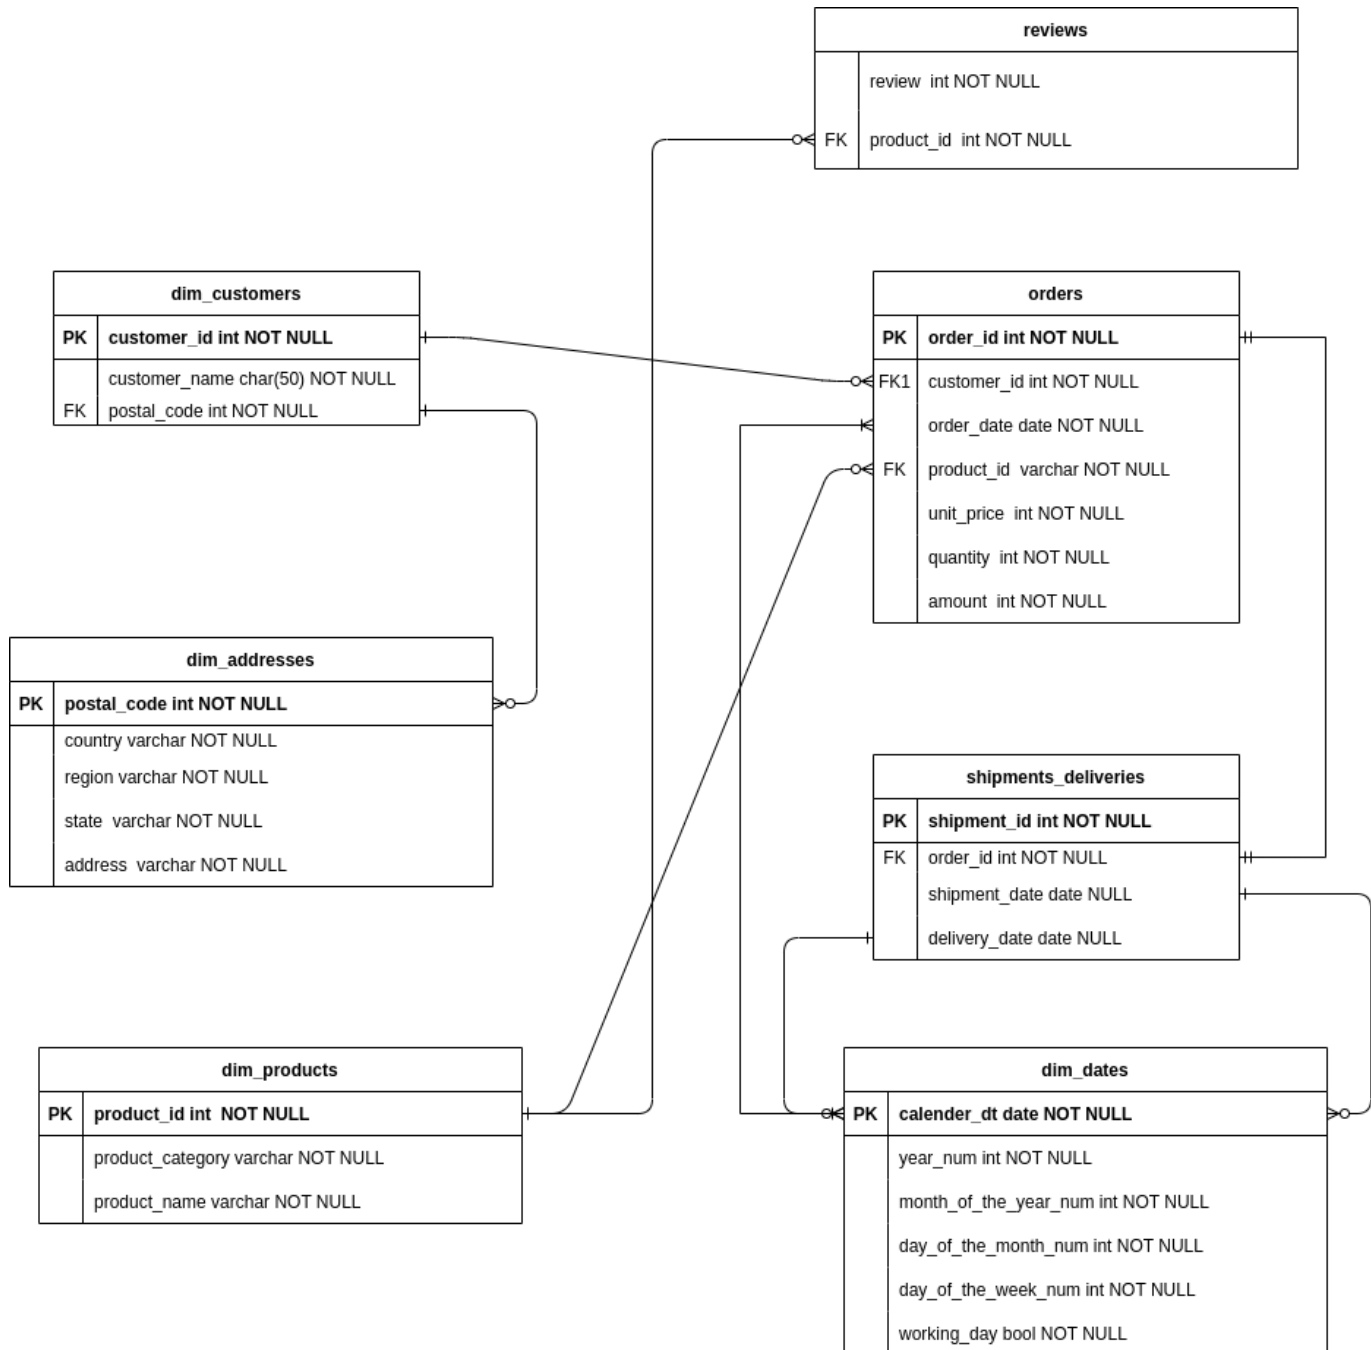 reviews
review  int NOT NULL
FK product_id  int NOT NULL
dim_customers
PK customer_id int NOT NULL
customer_name char(50) NOT NULL
FK postal_code int NOT NULL
orders
PK order_id int NOT NULL
FK1 customer_id int NOT NULL
order_date date NOT NULL
FK product_id  varchar NOT NULL
unit_price  int NOT NULL
quantity  int NOT NULL
amount  int NOT NULL
dim_addresses
PK postal_code int NOT NULL
country varchar NOT NULL
region varchar NOT NULL
state  varchar NOT NULL
address  varchar NOT NULL
shipments_deliveries
PK shipment_id int NOT NULL
FK order_id int NOT NULL
shipment_date date NULL
delivery_date date NULL
dim_products
PK product_id int  NOT NULL
product_category varchar NOT NULL
product_name varchar NOT NULL
dim_dates
PK calender_dt date NOT NULL
year_num int NOT NULL
month_of_the_year_num int NOT NULL
day_of_the_month_num int NOT NULL
day_of_the_week_num int NOT NULL
working_day bool NOT NULL